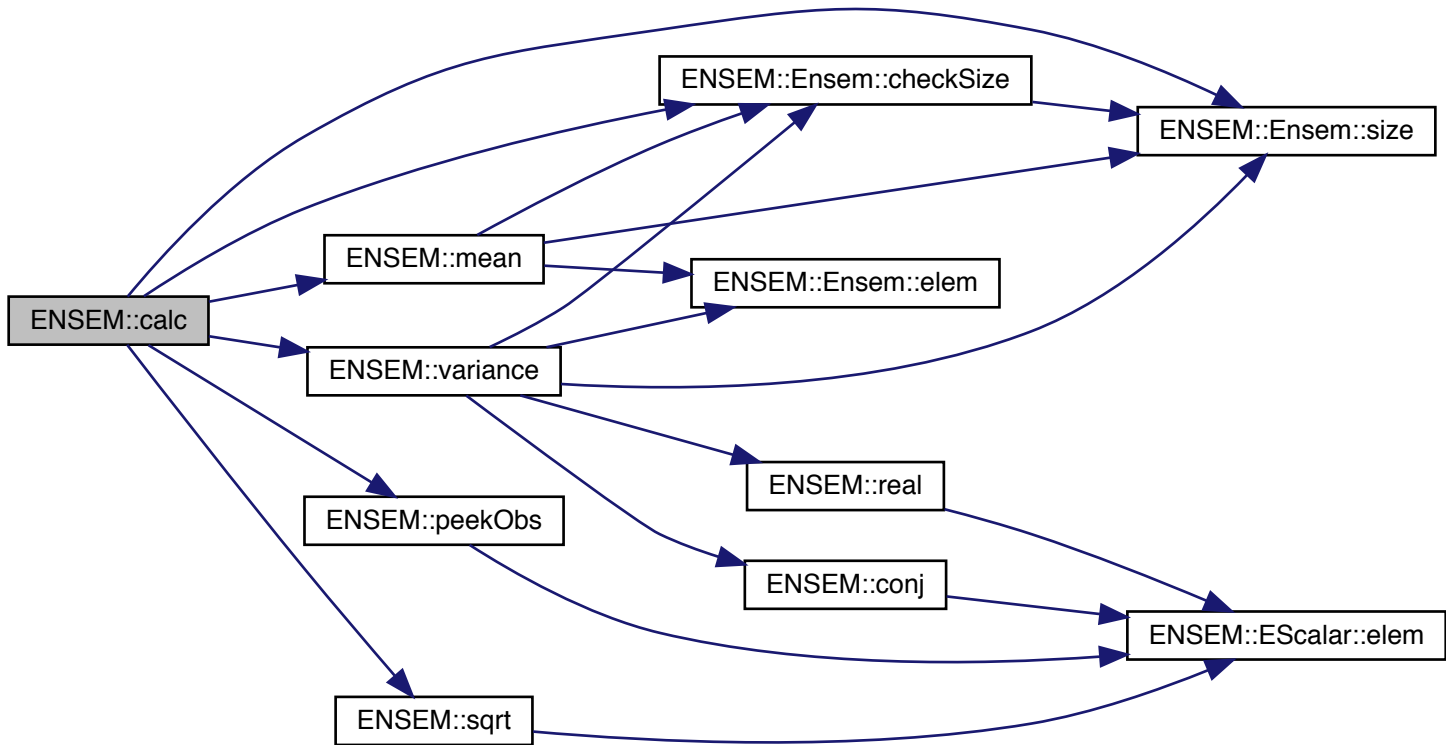 ENSEM::Ensem::checkSize
ENSEM::Ensem::size
ENSEM::mean
ENSEM::Ensem::elem
ENSEM::calc
ENSEM::variance
ENSEM::real
ENSEM::peekObs
ENSEM::conj
ENSEM::EScalar::elem
ENSEM::sqrt